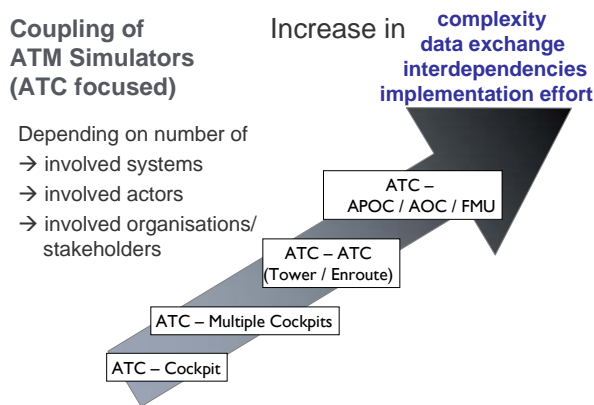 Coupling of
ATM Simulators
(ATC focused)
Increase in
complexity
data exchange
interdependencies
implementation effort
Depending on number of
→ involved systems
→ involved actors
→ involved organisations/
stakeholders
ATC –
APOC / AOC / FMU
ATC – ATC
(Tower / Enroute)
ATC – Multiple Cockpits
ATC – Cockpit